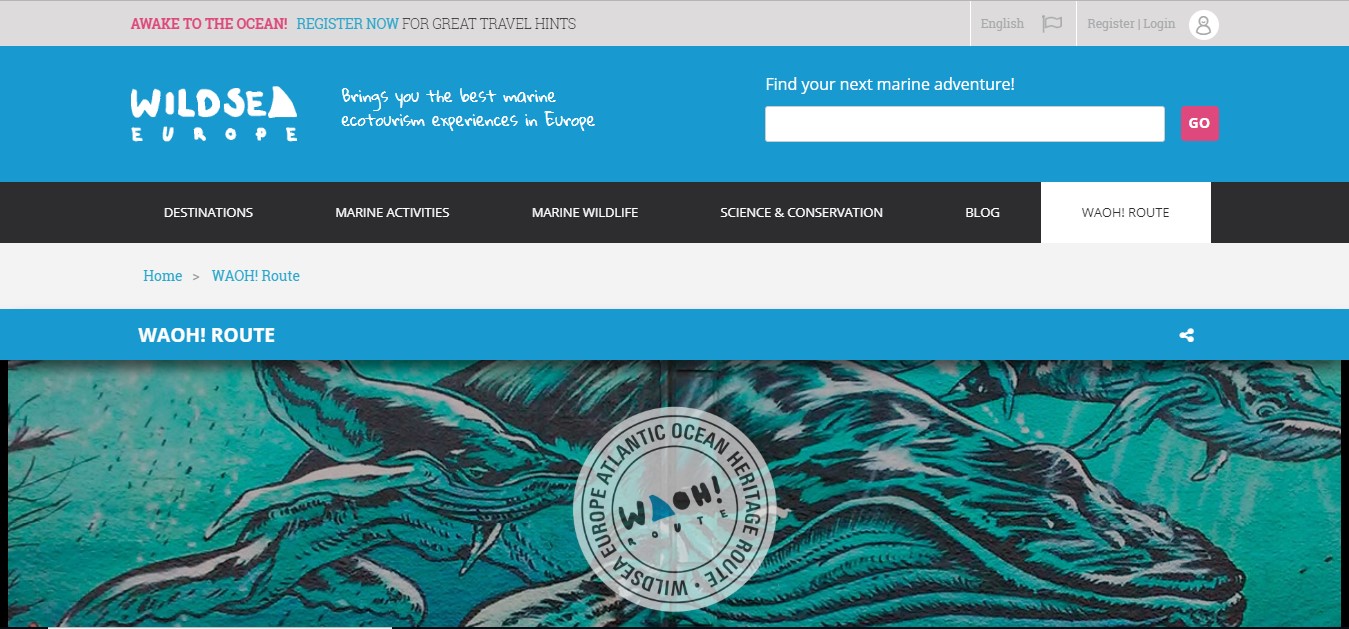 AWAKE TO THE OCEAN! REGISTER NOW FOR GREAT TRAVEL HINTS
English
Register | Login
WILDSEA
EUROPE
Brings you the best marine
ecotourism experiences in Europe
Find your next marine adventure!
GO
DESTINATIONS
MARINE ACTIVITIES
MARINE WILDLIFE
SCIENCE & CONSERVATION
BLOG
WAOH! ROUTE
Home > WAOH! Route
WAOH! ROUTE
WILDSEA EUROPE ATLANTIC OCEAN HERITAGE ROUTE •
WAOH!
ROUTE